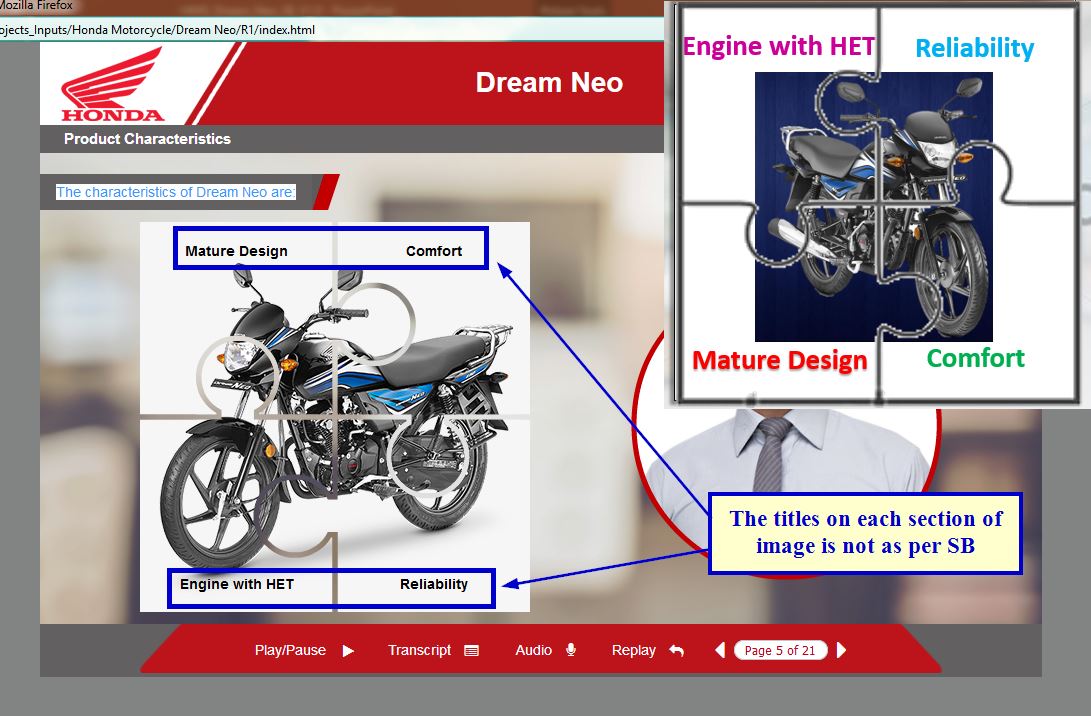 Mozilla Firefox
ojects_Inputs/Honda Motorcycle/Dream Neo/R1/index.html
HONDA
Dream Neo
Product Characteristics
The characteristics of Dream Neo are:
Mature Design Comfort
Engine with HET Reliability
Engine with HET Reliability
Mature Design Comfort
The titles on each section of
image is not as per SB
Play/Pause Transcript Audio Replay Page 5 of 21